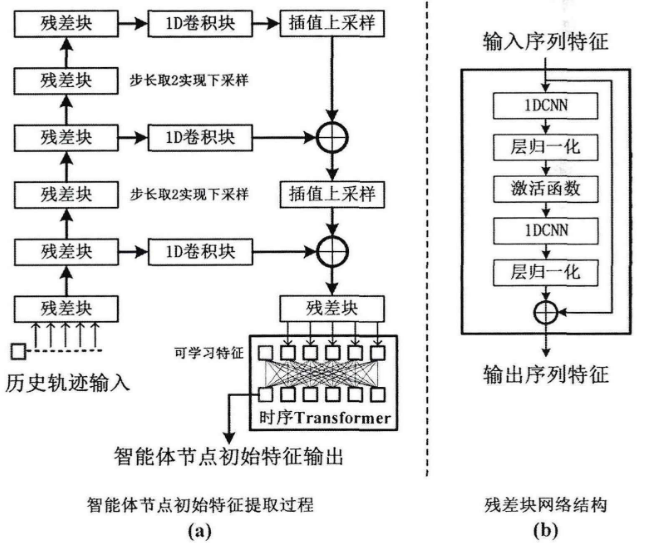 残差块
1D卷积块
插值上采样
残差块
步长取2实现下采样
残差块
1D卷积块
残差块
步长取2实现下采样
插值上采样
残差块
1D卷积块
残差块
残差块
历史轨迹输入
可学习特征
时序Transformer
智能体节点初始特征输出
智能体节点初始特征提取过程
(a)
输入序列特征
1DCNN
层归一化
激活函数
1DCNN
层归一化
输出序列特征
残差块网络结构
(b)